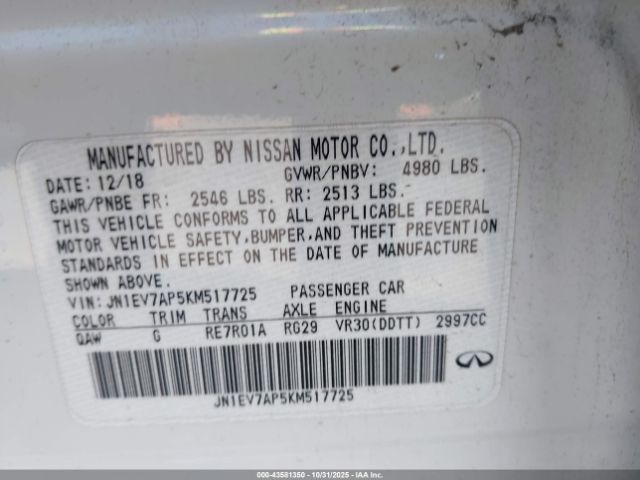 MANUFACTURED BY NISSAN MOTOR CO.,LTD.
DATE: 12/18 GVWR/PNBV: 4980 LBS.
GAWR/PNBE FR: 2546 LBS. RR: 2513 LBS.
THIS VEHICLE CONFORMS TO ALL APPLICABLE FEDERAL
MOTOR VEHICLE SAFETY,BUMPER,AND THEFT PREVENTION
STANDARDS IN EFFECT ON THE DATE OF MANUFACTURE
SHOWN ABOVE.
VIN: JN1EV7AP5KM517725 PASSENGER CAR
COLOR TRIM TRANS AXLE ENGINE
QAW G RE7R01A RG29 VR30(DDTT) 2997CC
JN1EV7AP5KM517725
000-43581350 - 10/31/2025 - IAAI.COM